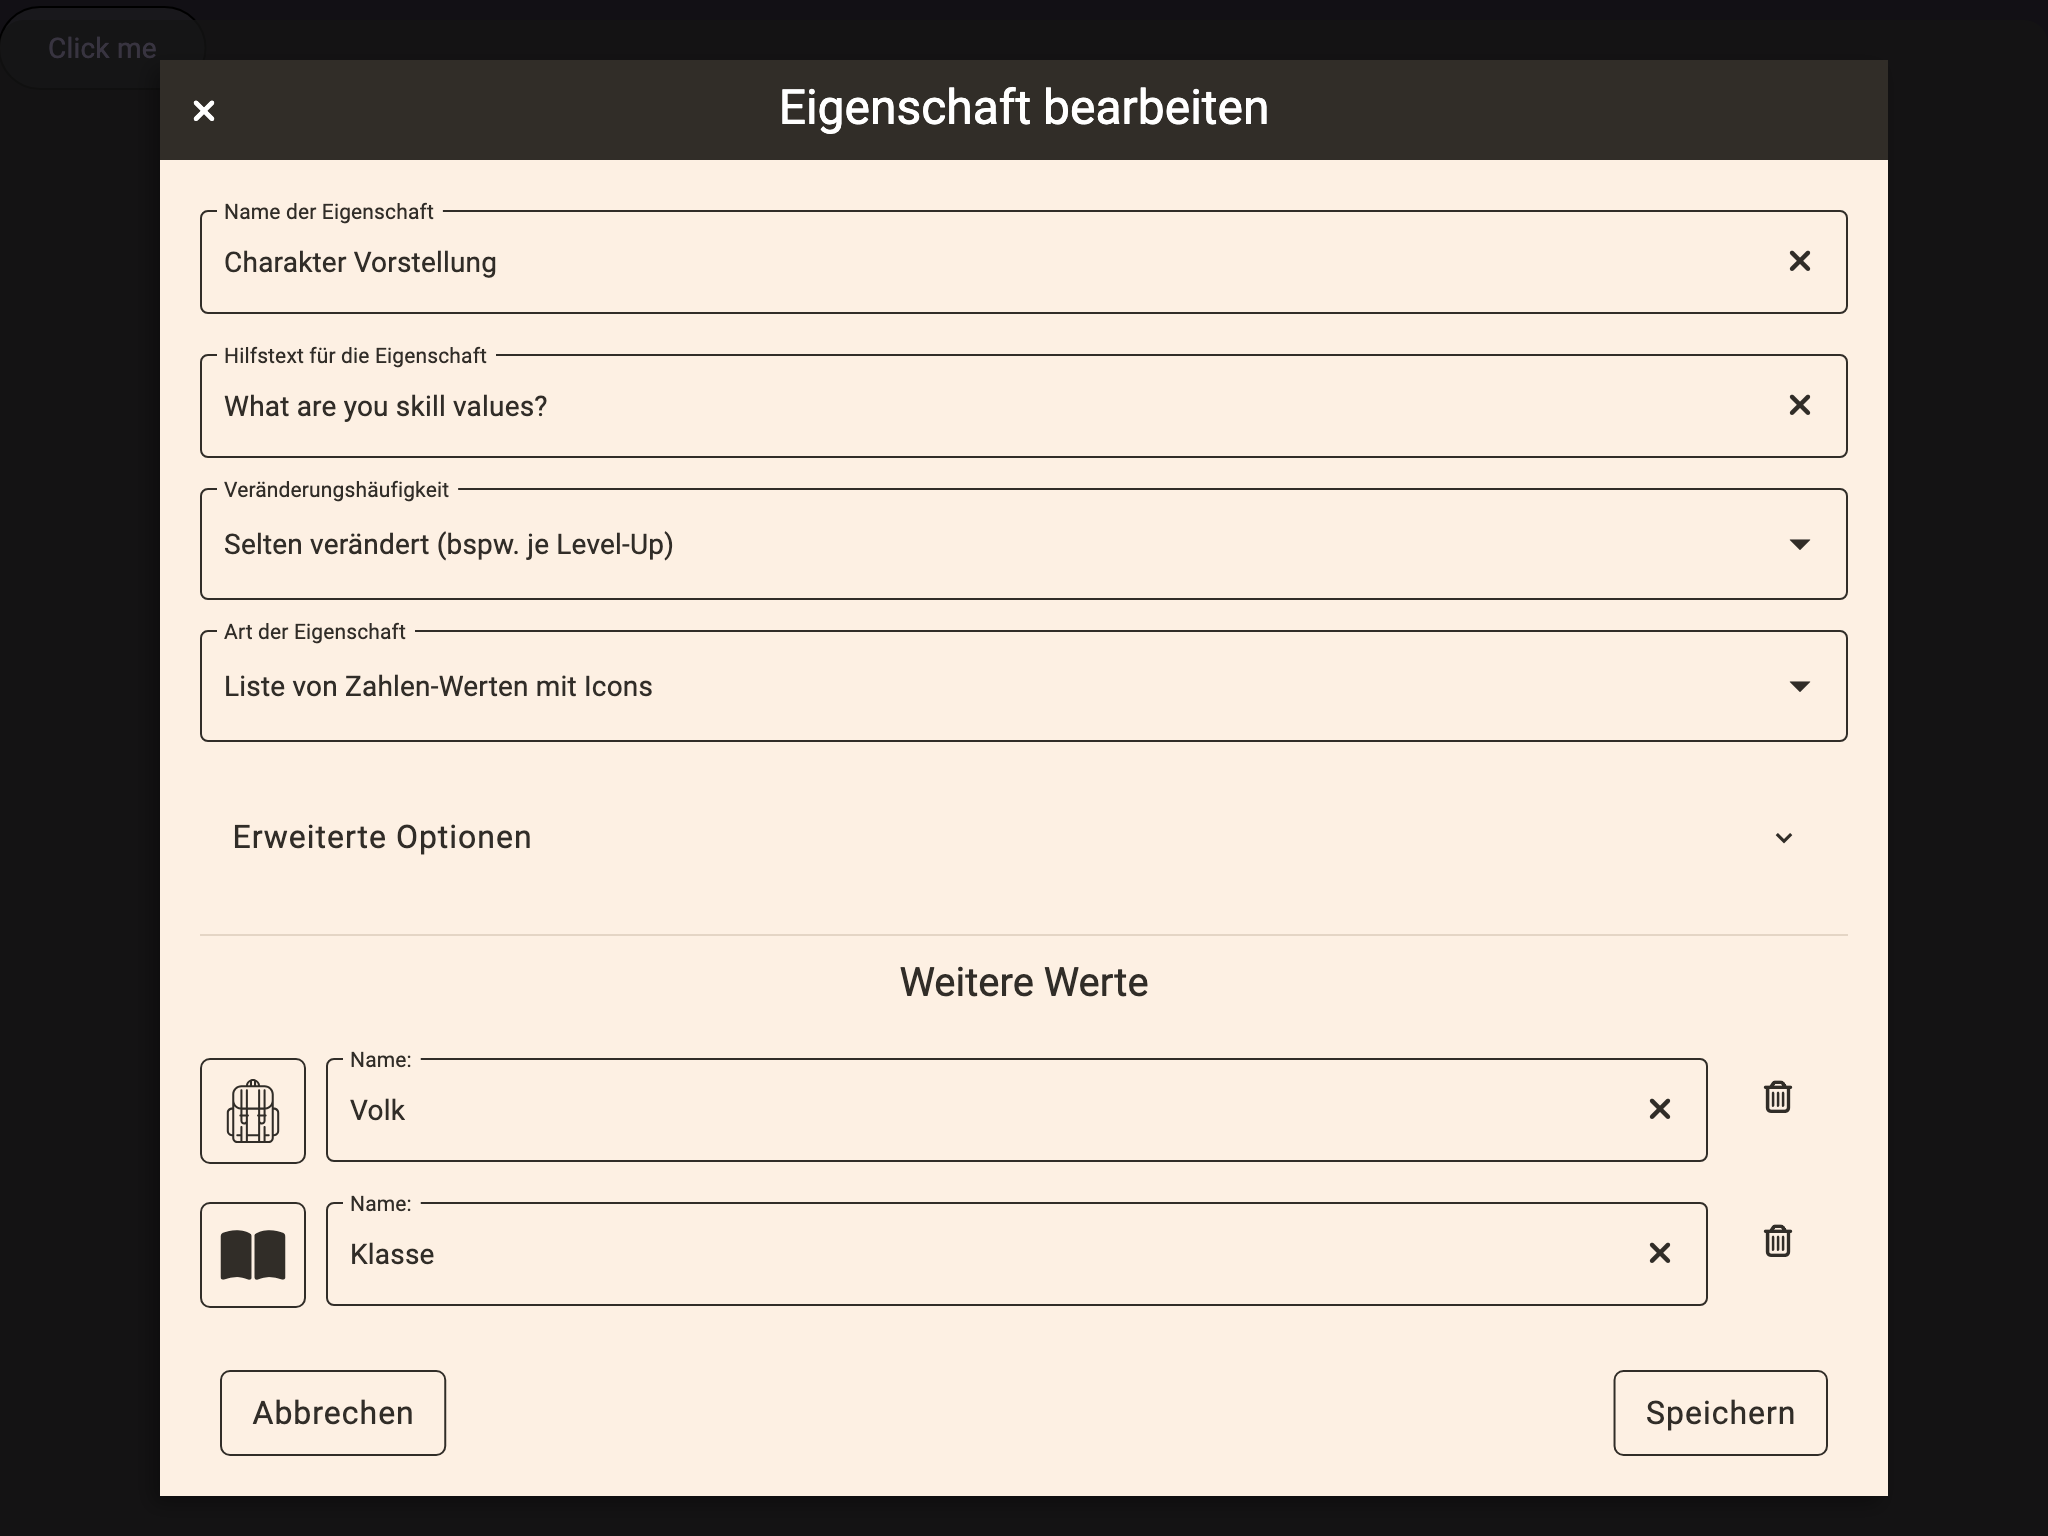 Click me
Eigenschaft bearbeiten
Name der Eigenschaft
Charakter Vorstellung
Hilfstext für die Eigenschaft
What are you skill values?
Veränderungshäufigkeit
Selten verändert (bspw. je Level-Up)
Art der Eigenschaft
Liste von Zahlen-Werten mit Icons
Erweiterte Optionen
Weitere Werte
Name:
Volk
Name:
Klasse
Abbrechen
Speichern